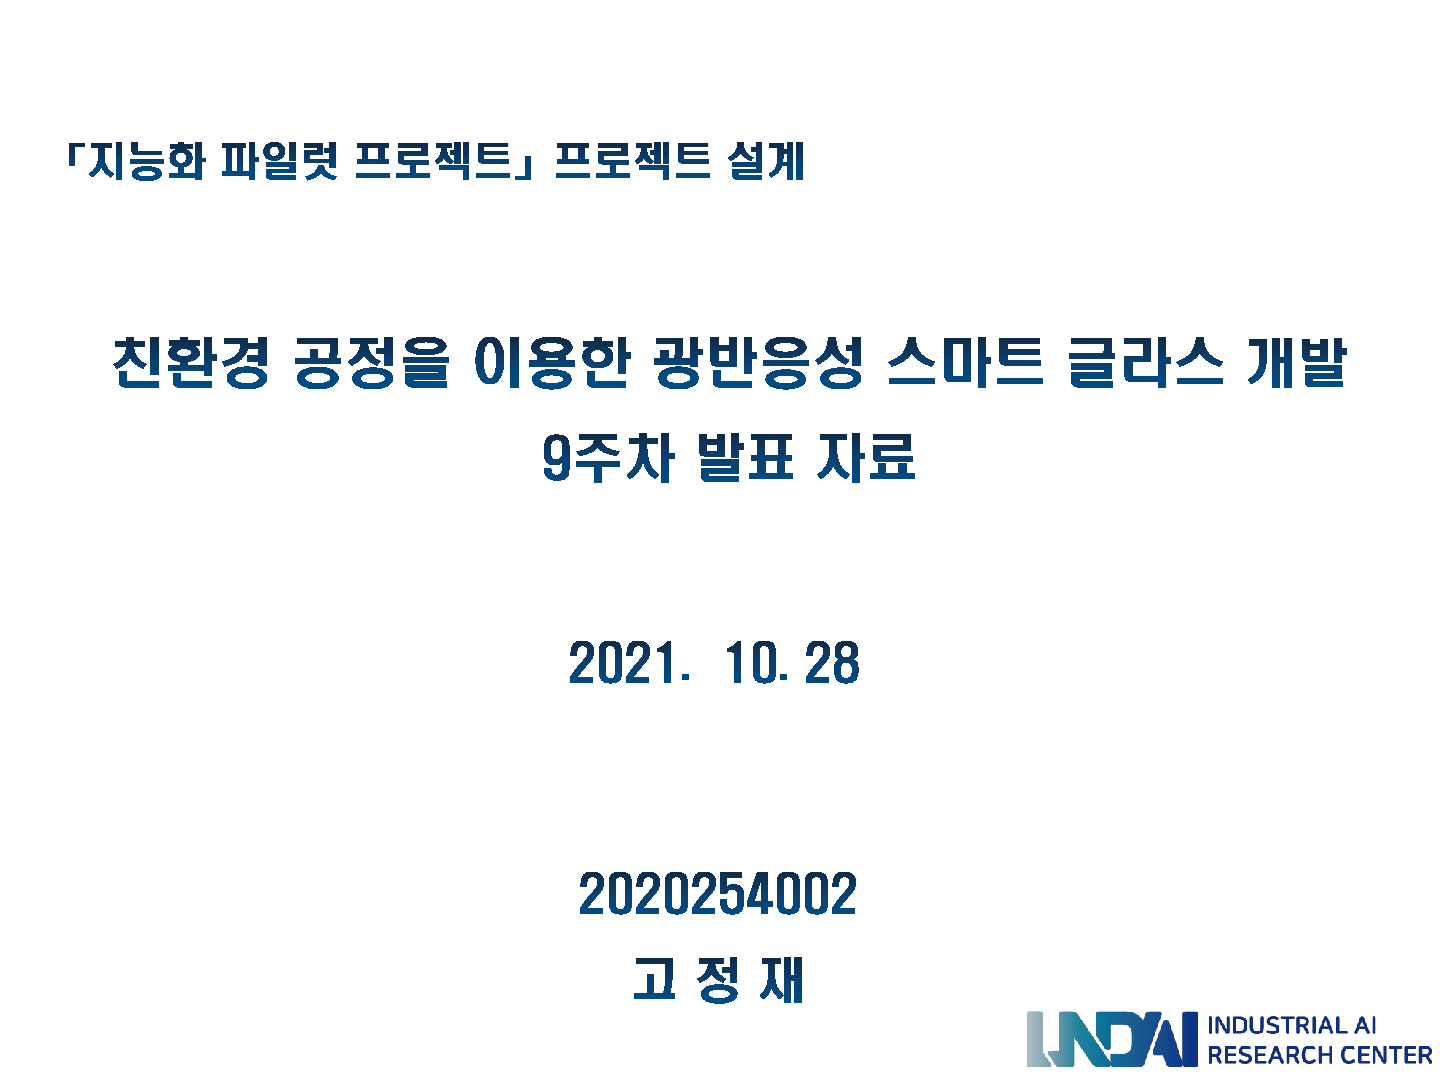 「지능화 파일럿 프로젝트」 프로젝트 설계
친환경 공정을 이용한 광반응성 스마트 글라스 개발
9주차 발표 자료
2021. 10. 28
2020254002
고 정 재
INDAI INDUSTRIAL AI
RESEARCH CENTER